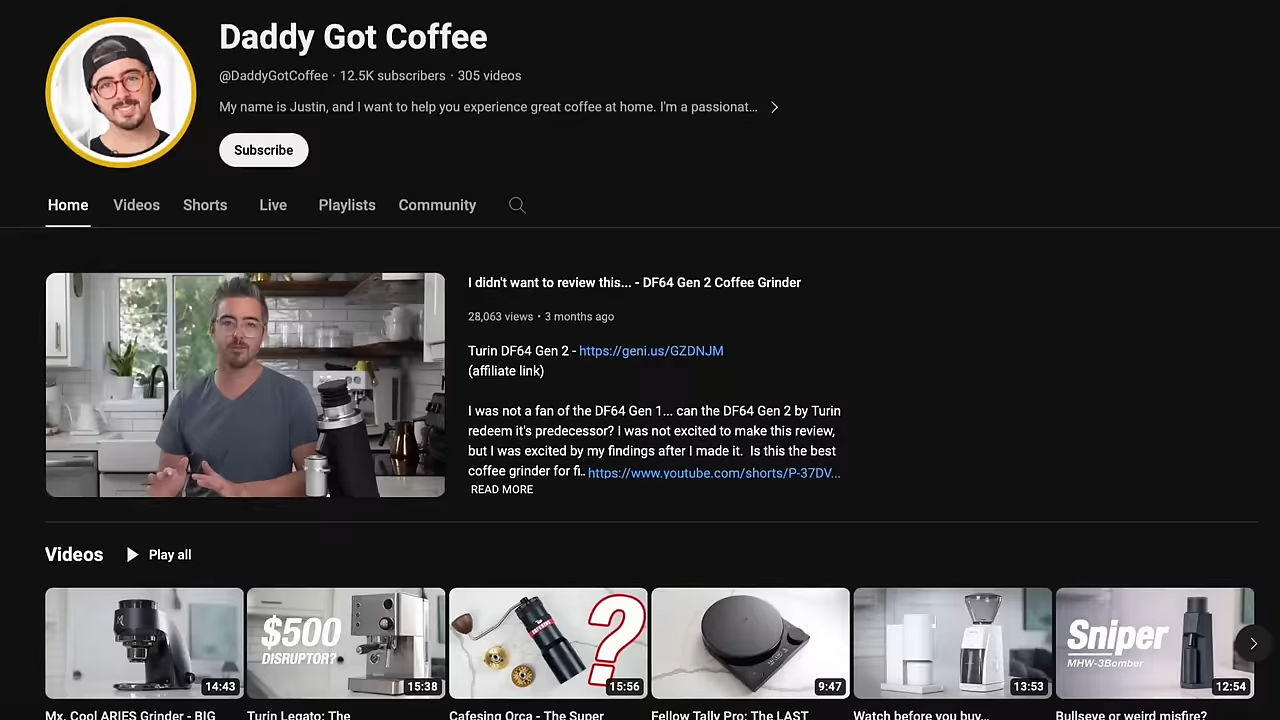 Daddy Got Coffee
@DaddyGotCoffee · 12.5K subscribers · 305 videos
My name is Justin, and I want to help you experience great coffee at home. I'm a passionat...
Subscribe
Home Videos Shorts Live Playlists Community
I didn't want to review this... - DF64 Gen 2 Coffee Grinder
28,063 views • 3 months ago
Turin DF64 Gen 2 - https://geni.us/GZDNJM
(affiliate link)
I was not a fan of the DF64 Gen 1... can the DF64 Gen 2 by Turin
redeem it's predecessor? I was not excited to make this review,
but I was excited by my findings after I made it. Is this the best
coffee grinder for fi.. https://www.youtube.com/shorts/P-37DV...
READ MORE
Videos Play all
$500
DISRUPTOR?
?
Sniper
MHW-3Bomber
14:43 15:38 15:56 9:47 13:53 12:54
Mx. Cool ARIES Grinder - BIG Turin Legato: The Cafesing Orca - The Super Fellow Tally Pro: The LAST Watch before you buy... Bullseye or weird misfire?